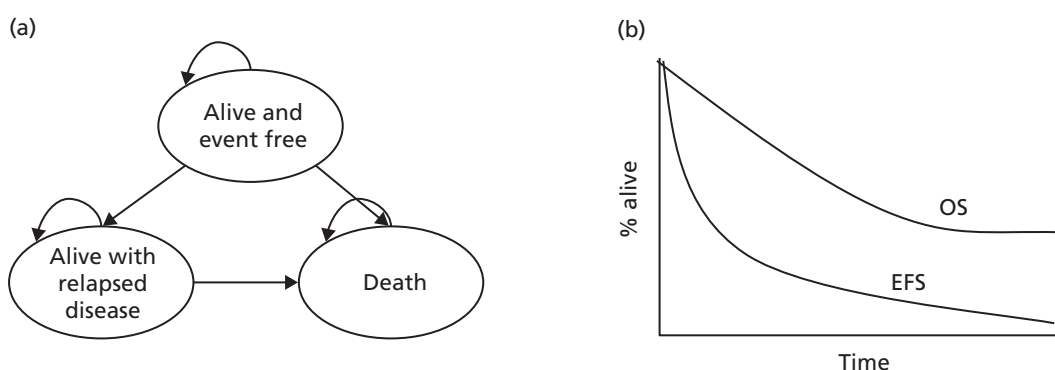 (a)
Alive and
event free
Alive with
relapsed
disease
Death
(b)
% alive
OS
EFS
Time